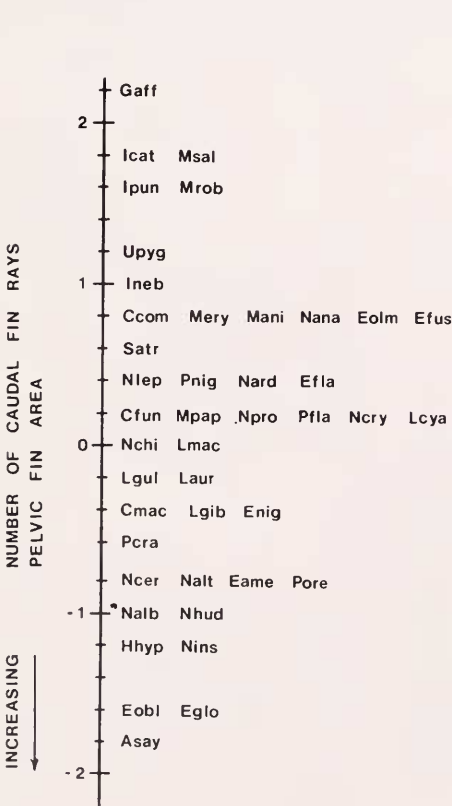 Gaff
2
Icat Msal
Ipun Mrob
Upyg
1 Ineb
Ccom Mery Mani Nana Eolm Efus
Satr
Nlep Pnig Nard Efla
Cfun Mpap Npro Pfla Ncry Lcya
0 Nchi Lmac
Lgul Laur
Cmac Lgib Enig
Pcra
Ncer Nalt Eame Pore
-1 Nalb Nhud
Hhyp Nins
Eobl Eglo
Asay
-2
INCREASING NUMBER OF CAUDAL FIN RAYS
PELVIC FIN AREA